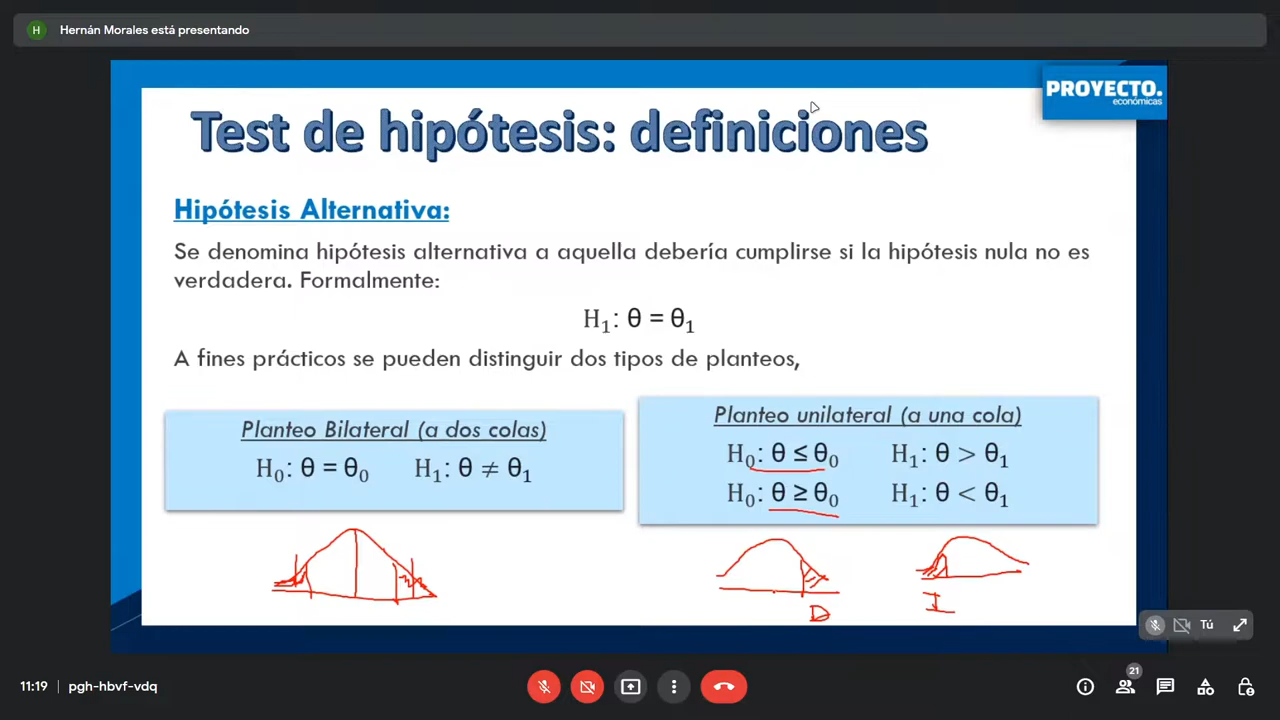 H
Hernán Morales está presentando
PROYECTO.
económicas
Test de hipótesis: definiciones
Hipótesis Alternativa:
Se denomina hipótesis alternativa a aquella debería cumplirse si la hipótesis nula no es
verdadera. Formalmente:
H₁: θ = θ₁
A fines prácticos se pueden distinguir dos tipos de planteos,
Planteo Bilateral (a dos colas)
H₀: θ = θ₀ H₁: θ ≠ θ₁
Planteo unilateral (a una cola)
H₀: θ ≤ θ₀ H₁: θ > θ₁
H₀: θ ≥ θ₀ H₁: θ < θ₁
D
I
Tú
11:19 | pgh-hbvf-vdq
21